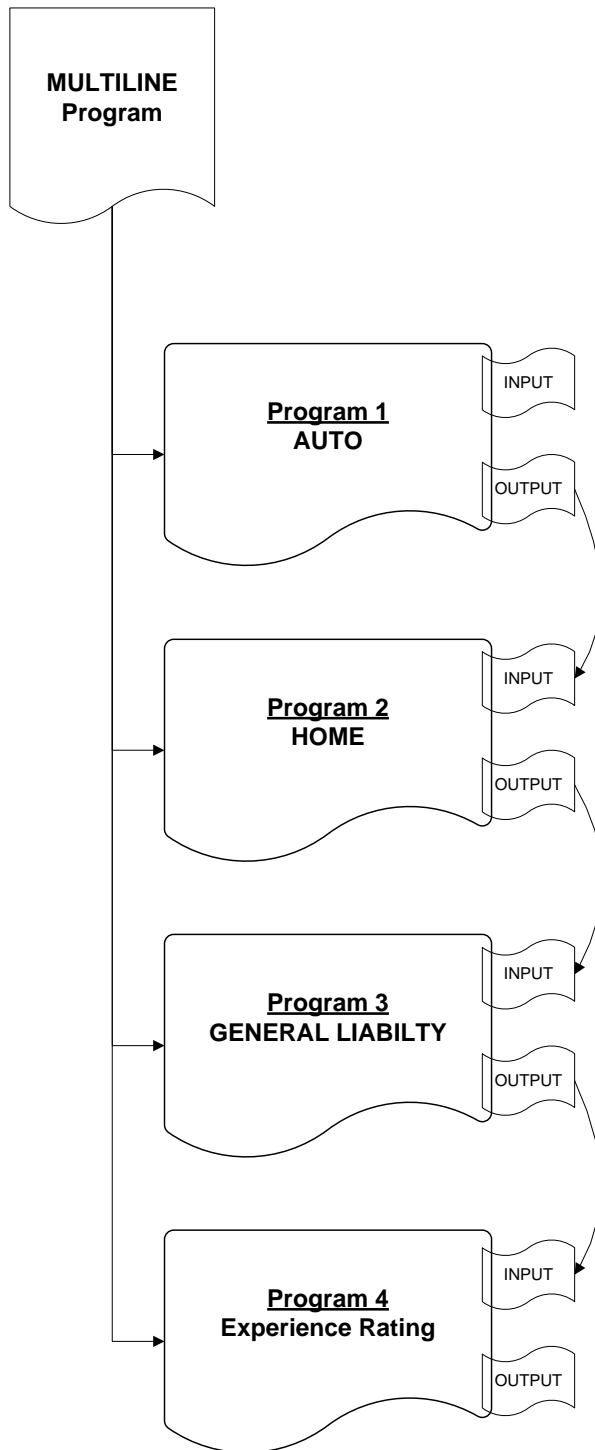 MULTILINE
Program
Program 1
AUTO
INPUT
OUTPUT
Program 2
HOME
INPUT
OUTPUT
Program 3
GENERAL LIABILTY
INPUT
OUTPUT
Program 4
Experience Rating
INPUT
OUTPUT